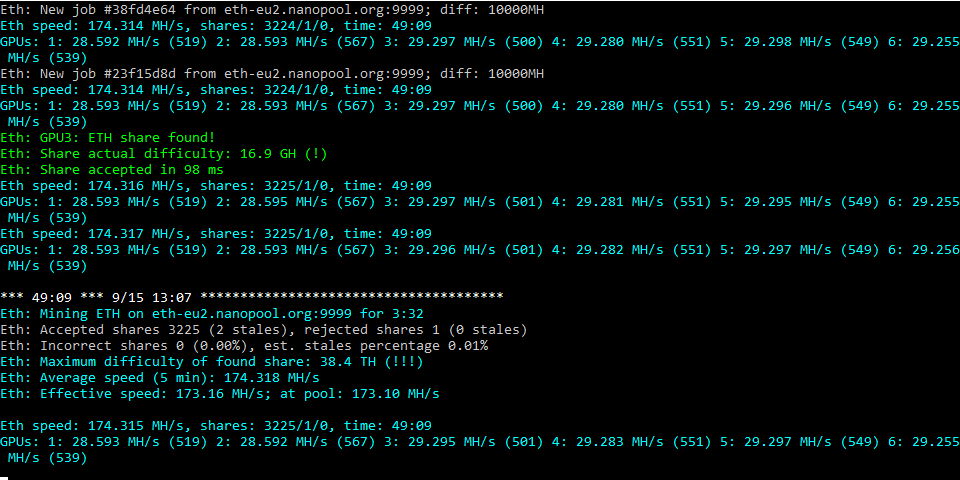 Eth: New job #38fd4e64 from eth-eu2.nanopool.org:9999; diff: 10000MH
Eth speed: 174.314 MH/s, shares: 3224/1/0, time: 49:09
GPUs: 1: 28.592 MH/s (519) 2: 28.593 MH/s (567) 3: 29.297 MH/s (500) 4: 29.280 MH/s (551) 5: 29.298 MH/s (549) 6: 29.255
MH/s (539)
Eth: New job #23f15d8d from eth-eu2.nanopool.org:9999; diff: 10000MH
Eth speed: 174.314 MH/s, shares: 3224/1/0, time: 49:09
GPUs: 1: 28.593 MH/s (519) 2: 28.593 MH/s (567) 3: 29.297 MH/s (500) 4: 29.280 MH/s (551) 5: 29.296 MH/s (549) 6: 29.255
MH/s (539)
Eth: GPU3: ETH share found!
Eth: Share actual difficulty: 16.9 GH (!)
Eth: Share accepted in 98 ms
Eth speed: 174.316 MH/s, shares: 3225/1/0, time: 49:09
GPUs: 1: 28.593 MH/s (519) 2: 28.595 MH/s (567) 3: 29.297 MH/s (501) 4: 29.281 MH/s (551) 5: 29.295 MH/s (549) 6: 29.255
MH/s (539)
Eth speed: 174.317 MH/s, shares: 3225/1/0, time: 49:09
GPUs: 1: 28.593 MH/s (519) 2: 28.593 MH/s (567) 3: 29.296 MH/s (501) 4: 29.282 MH/s (551) 5: 29.297 MH/s (549) 6: 29.256
MH/s (539)
*** 49:09 *** 9/15 13:07 **************************************
Eth: Mining ETH on eth-eu2.nanopool.org:9999 for 3:32
Eth: Accepted shares 3225 (2 stales), rejected shares 1 (0 stales)
Eth: Incorrect shares 0 (0.00%), est. stales percentage 0.01%
Eth: Maximum difficulty of found share: 38.4 TH (!!!)
Eth: Average speed (5 min): 174.318 MH/s
Eth: Effective speed: 173.16 MH/s; at pool: 173.10 MH/s
Eth speed: 174.315 MH/s, shares: 3225/1/0, time: 49:09
GPUs: 1: 28.593 MH/s (519) 2: 28.592 MH/s (567) 3: 29.295 MH/s (501) 4: 29.283 MH/s (551) 5: 29.297 MH/s (549) 6: 29.255
MH/s (539)